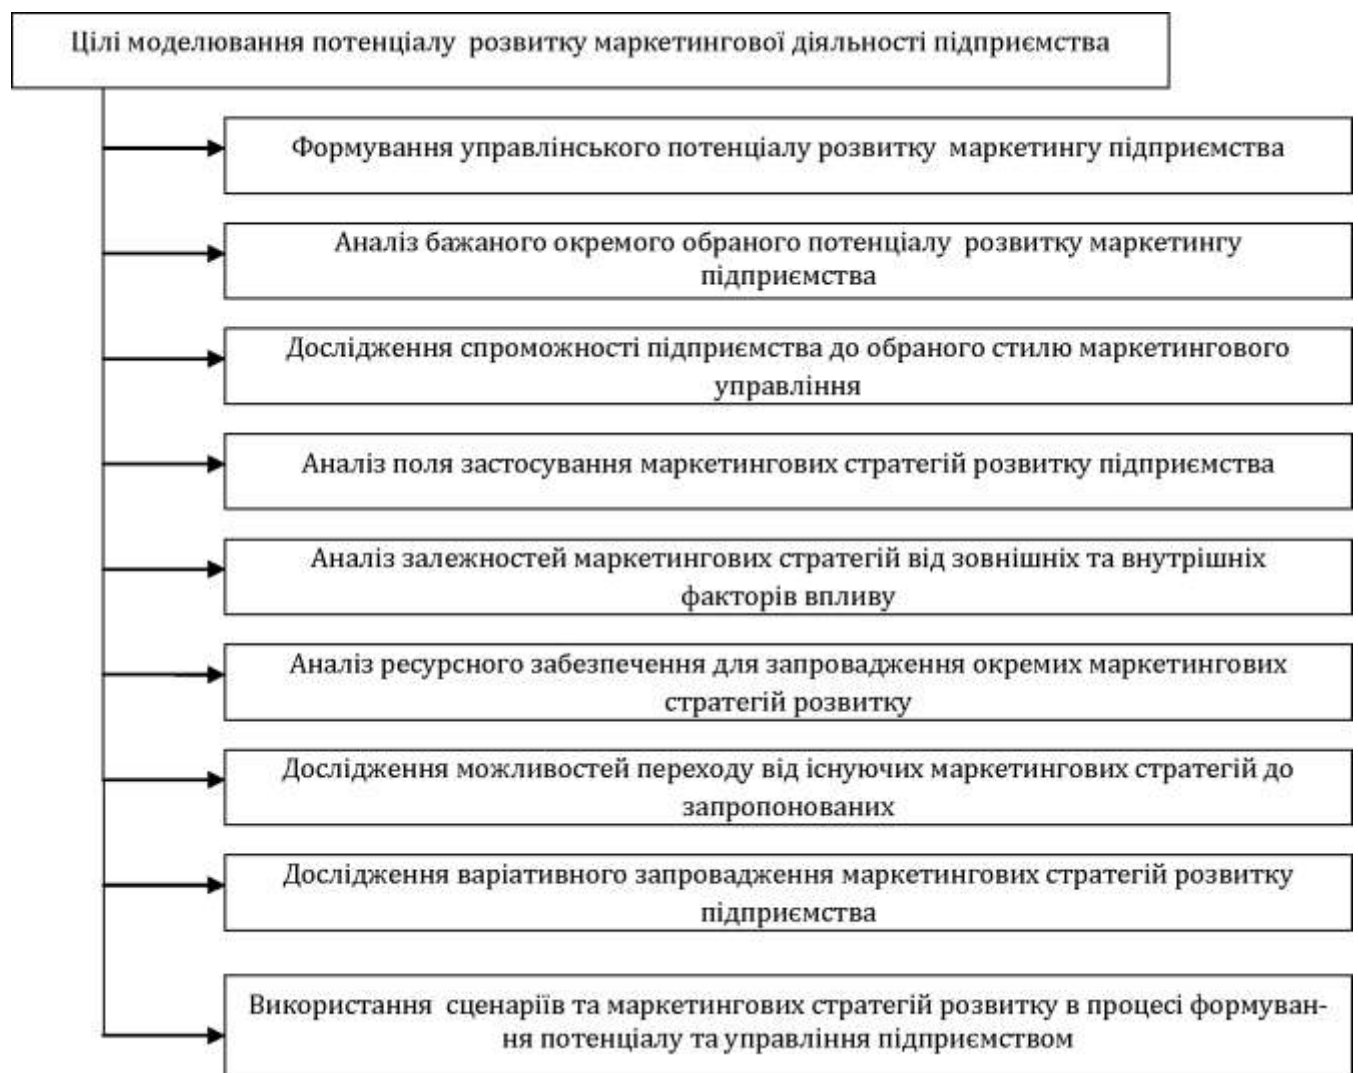 Цілі моделювання потенціалу розвитку маркетингової діяльності підприємства
Формування управлінського потенціалу розвитку маркетингу підприємства
Аналіз бажаного окремого обраного потенціалу розвитку маркетингу
підприємства
Дослідження спроможності підприємства до обраного стилю маркетингового
управління
Аналіз поля застосування маркетингових стратегій розвитку підприємства
Аналіз залежностей маркетингових стратегій від зовнішніх та внутрішніх
факторів впливу
Аналіз ресурсного забезпечення для запровадження окремих маркетингових
стратегій розвитку
Дослідження можливостей переходу від існуючих маркетингових стратегій до
запропонованих
Дослідження варіативного запровадження маркетингових стратегій розвитку
підприємства
Використання сценаріїв та маркетингових стратегій розвитку в процесі формуван-
ня потенціалу та управління підприємством